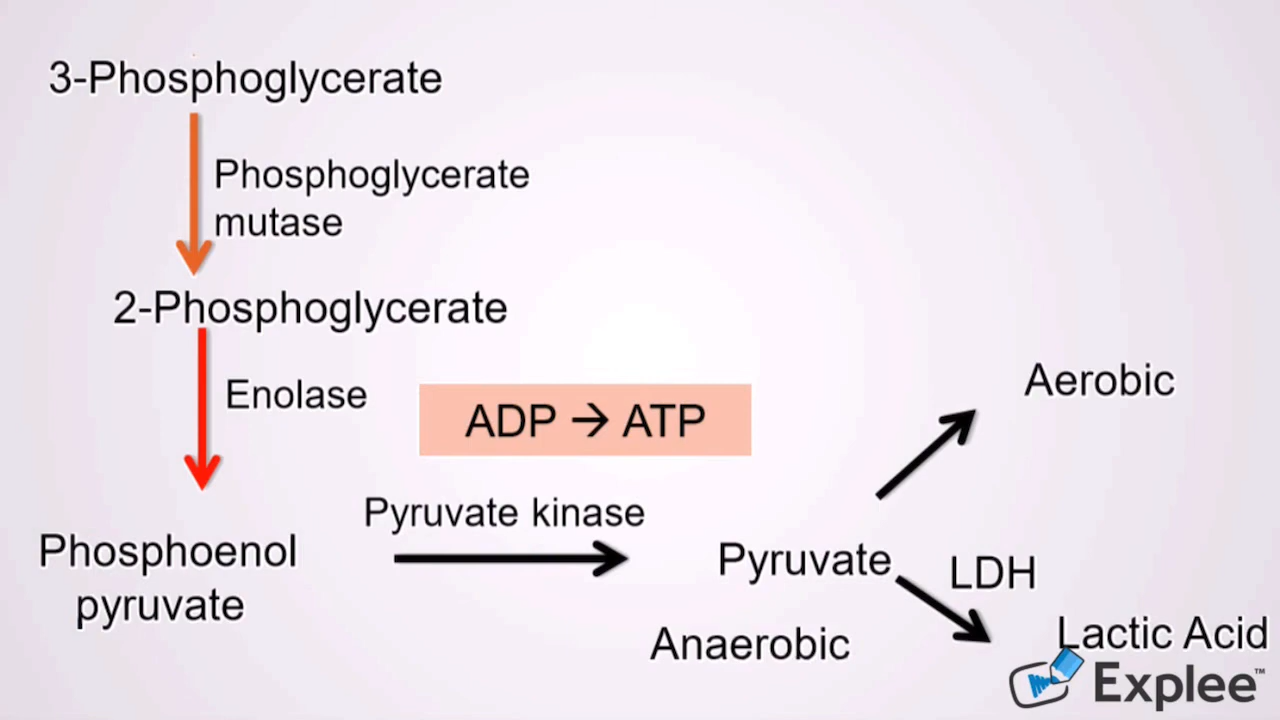 3-Phosphoglycerate
Phosphoglycerate
mutase
2-Phosphoglycerate
Enolase
ADP → ATP
Aerobic
Pyruvate kinase
Phosphoenol
pyruvate
Pyruvate
LDH
Anaerobic
Lactic Acid
Explee™